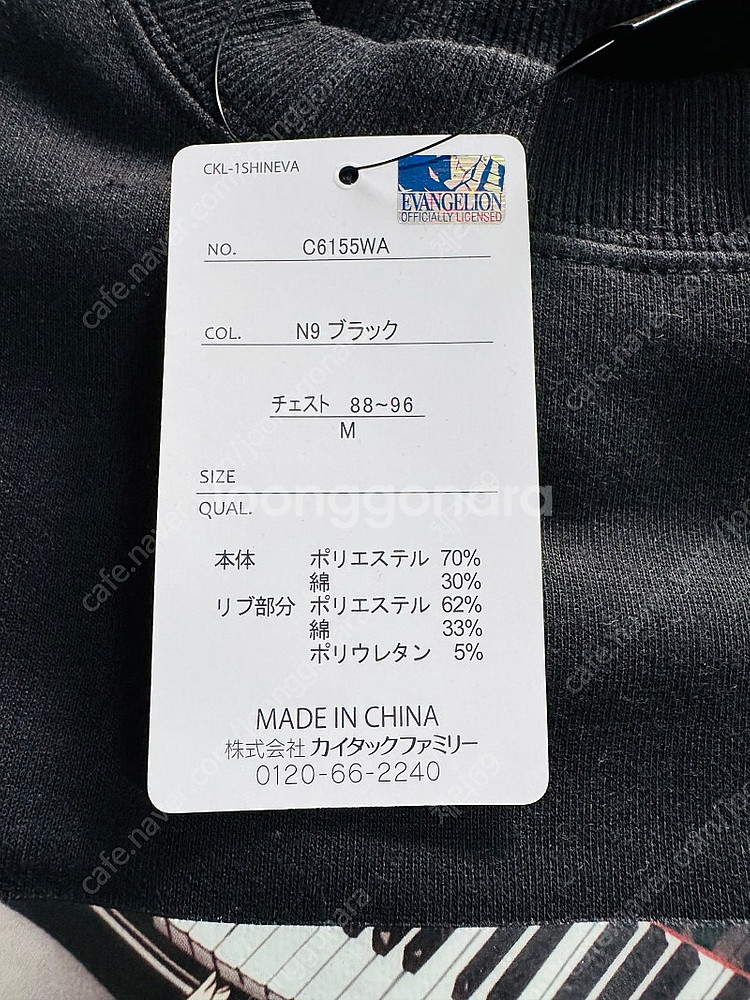 CKL-1SHINEVA
EVANGELION
OFFICIALLY LICENSED
NO. C6155WA
COL. N9 ブラック
チェスト 88~96
M
SIZE
QUAL.
joonggonara
本体 ポリエステル 70%
綿 30%
リブ部分 ポリエステル 62%
綿 33%
ポリウレタン 5%
MADE IN CHINA
株式会社 カイタックファミリー
0120-66-2240